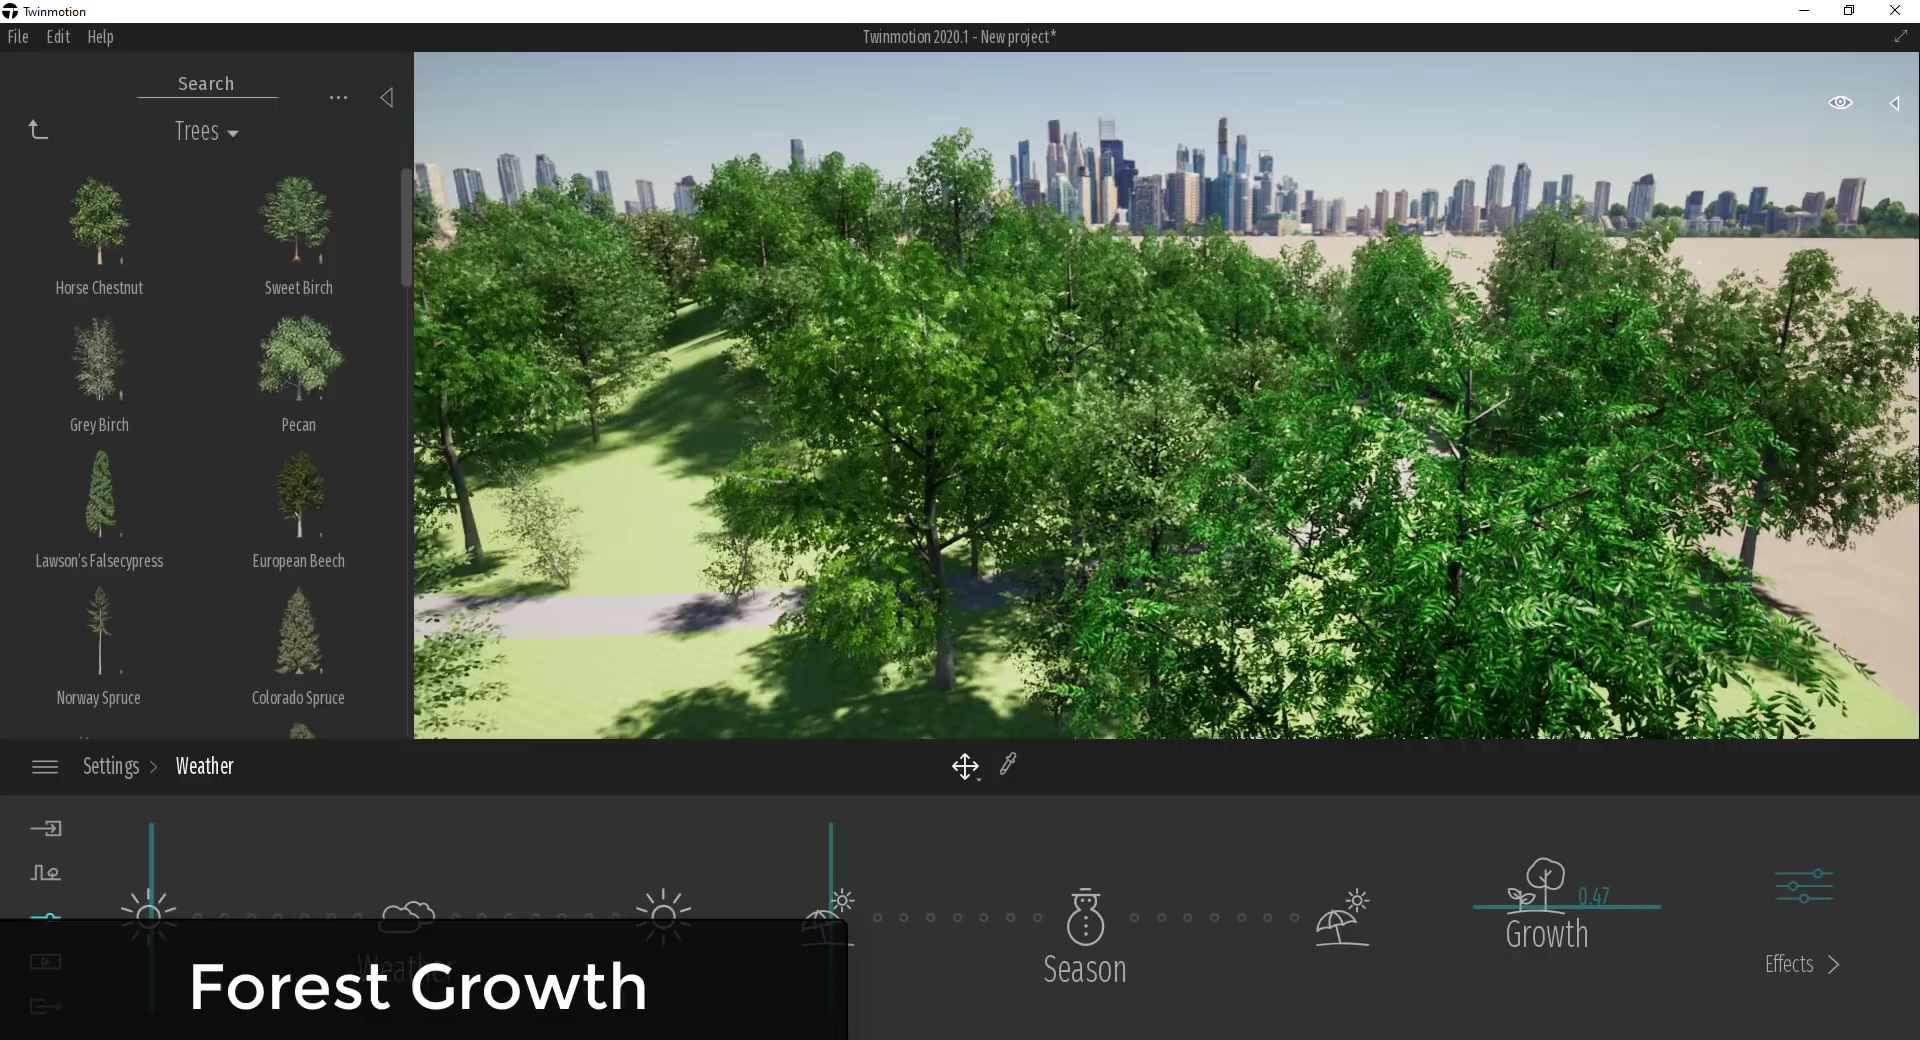 Twinmotion
File Edit Help
Twinmotion 2020.1 - New project*
Search
Trees
Horse Chestnut
Sweet Birch
Grey Birch
Pecan
Lawson's Falsecypress
European Beech
Norway Spruce
Colorado Spruce
Settings > Weather
0.47
Growth
Weather
Season
Effects
Forest Growth